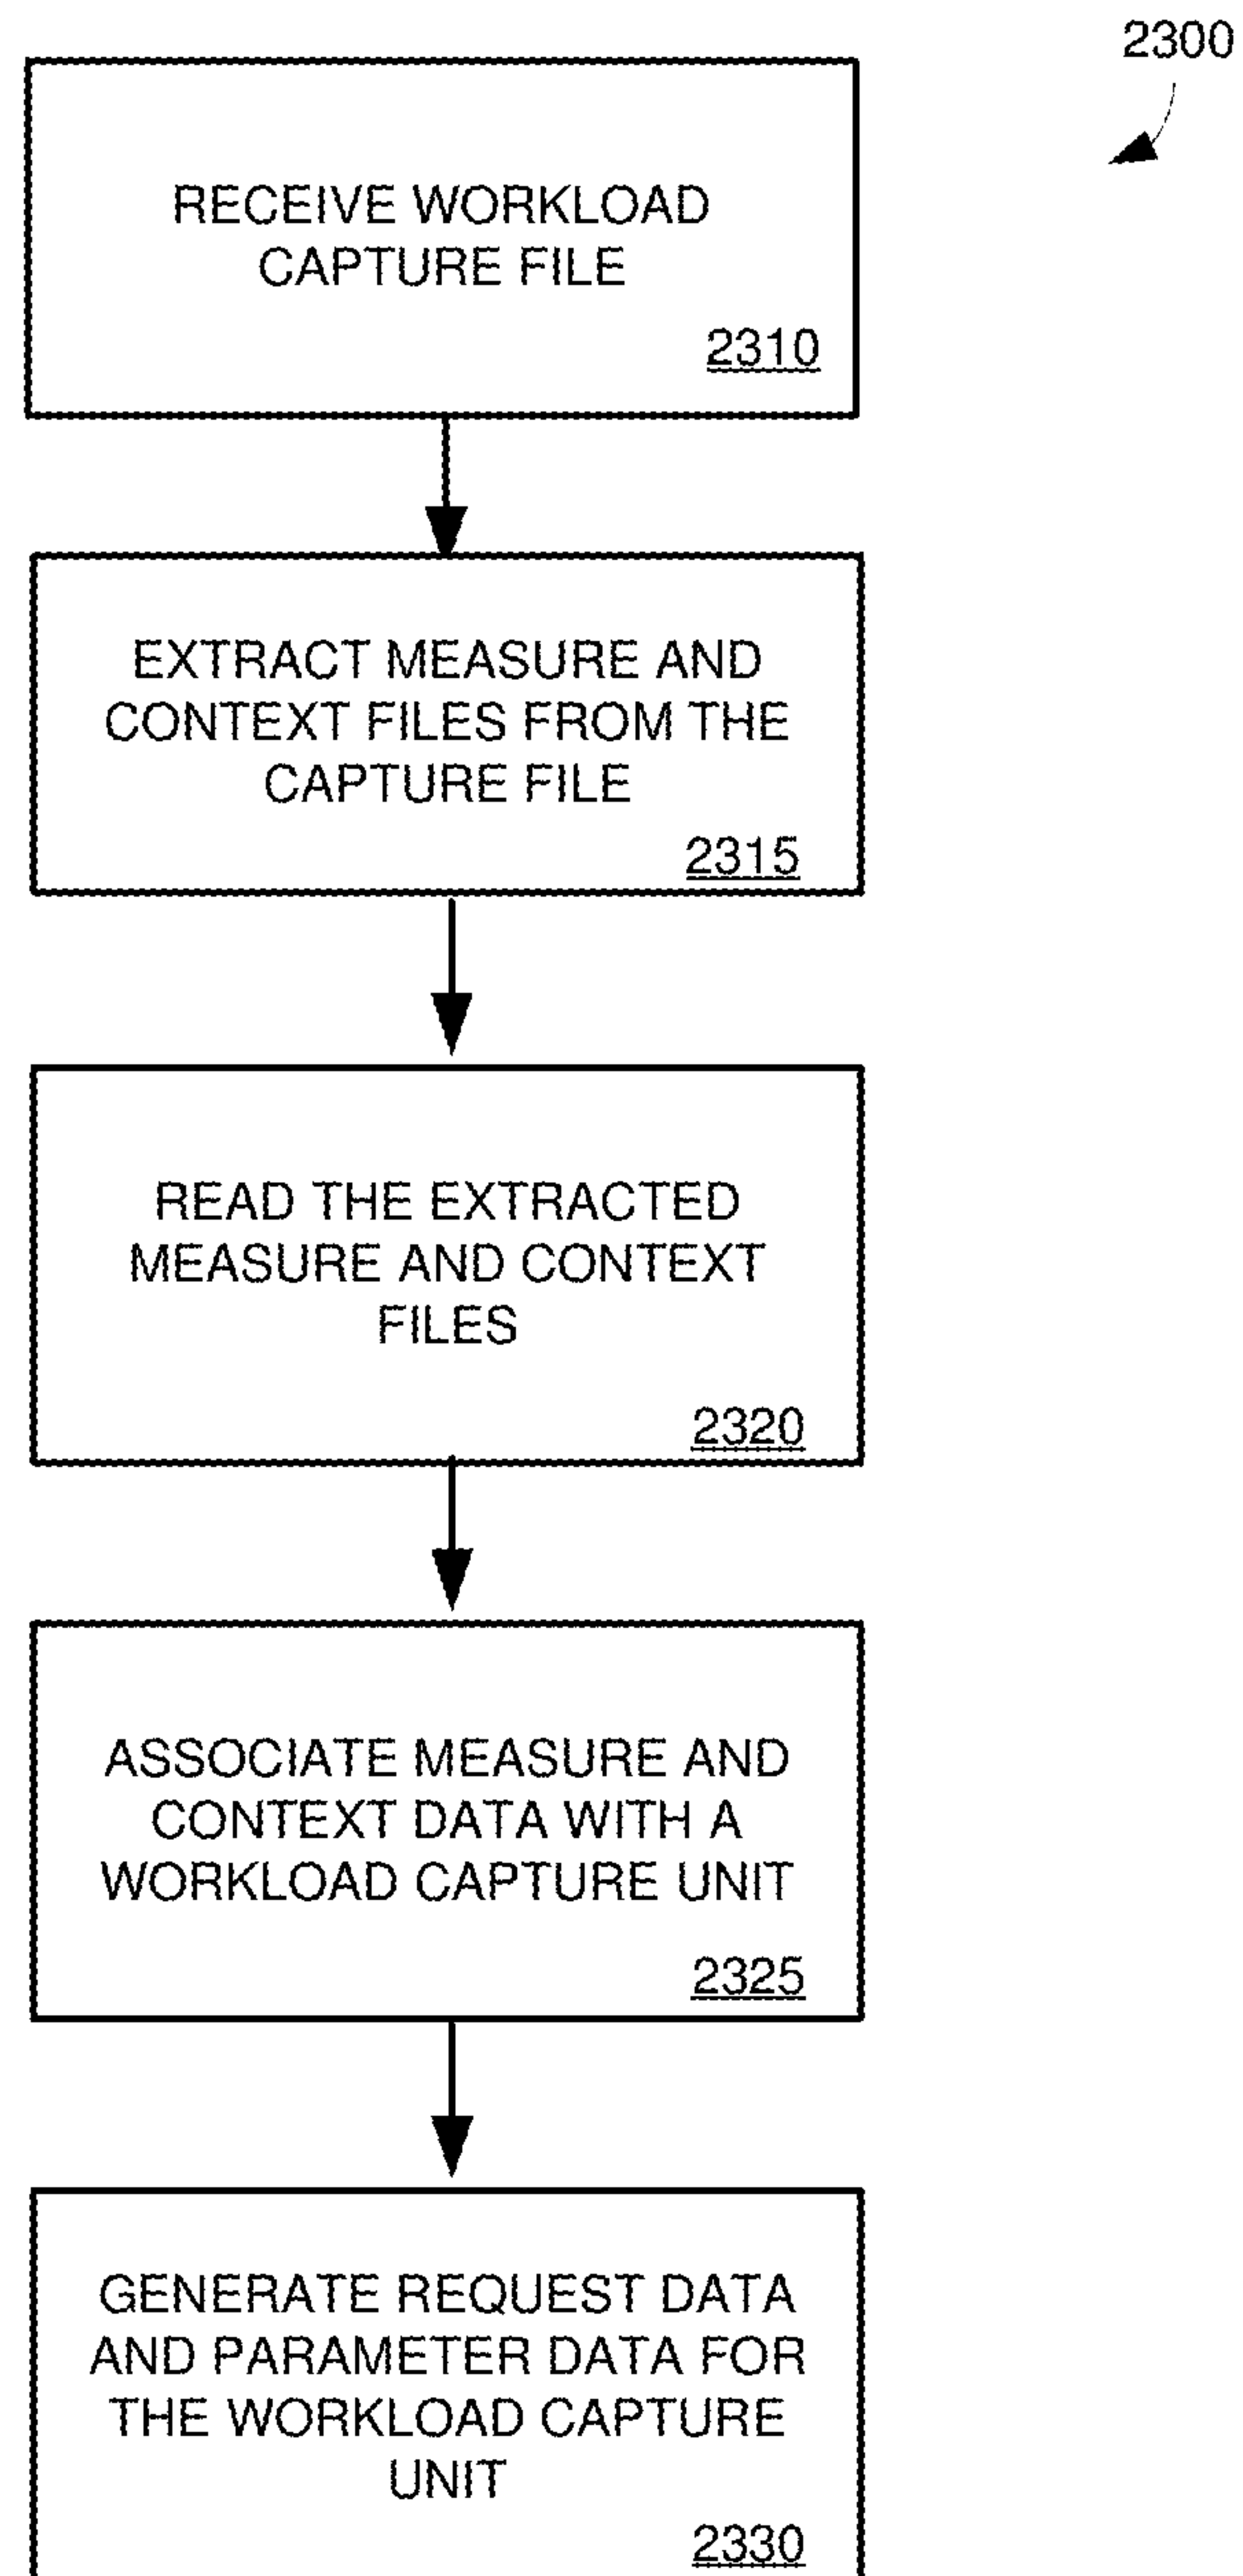 2300
RECEIVE WORKLOAD
CAPTURE FILE
2310
EXTRACT MEASURE AND
CONTEXT FILES FROM THE
CAPTURE FILE
2315
READ THE EXTRACTED
MEASURE AND CONTEXT
FILES
2320
ASSOCIATE MEASURE AND
CONTEXT DATA WITH A
WORKLOAD CAPTURE UNIT
2325
GENERATE REQUEST DATA
AND PARAMETER DATA FOR
THE WORKLOAD CAPTURE
UNIT
2330